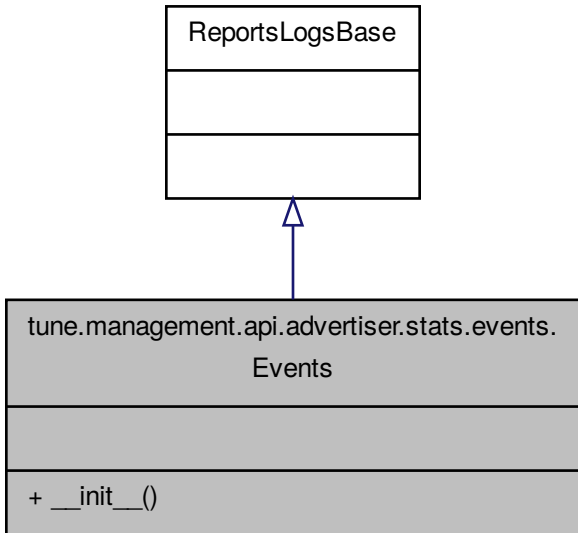 ReportsLogsBase
tune.management.api.advertiser.stats.events.
Events
+ __init__()